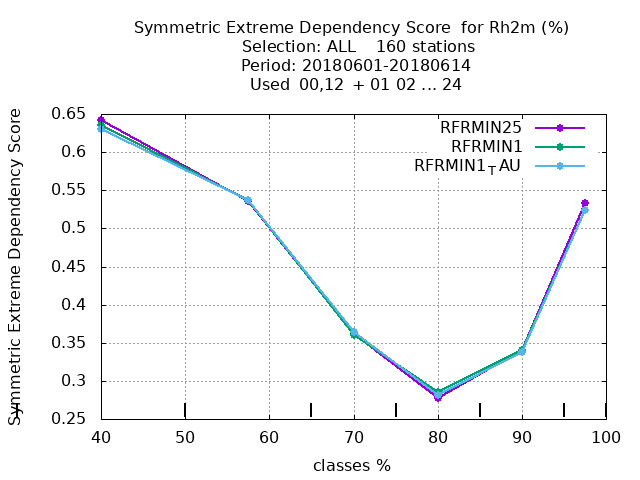 Symmetric Extreme Dependency Score for Rh2m (%)
Selection: ALL 160 stations
Period: 20180601-20180614
Used 00,12 + 01 02 ... 24
Symmetric Extreme Dependency Score
0.65
0.6
0.55
0.5
0.45
0.4
0.35
0.3
0.25
RFRMIN25
RFRMIN1
RFRMIN1TAU
40 50 60 70 80 90 100
classes %